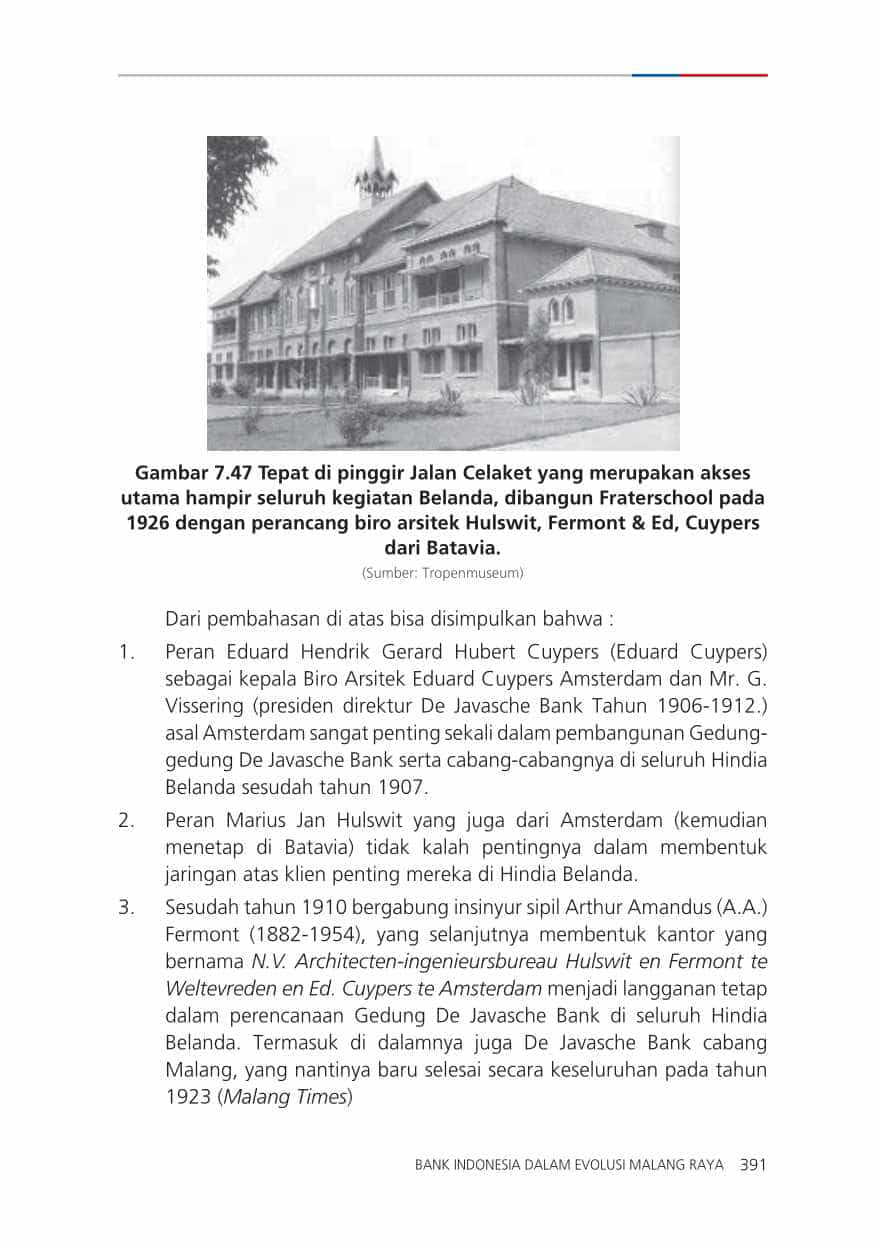 Gambar 7.47 Tepat di pinggir Jalan Celaket yang merupakan akses
utama hampir seluruh kegiatan Belanda, dibangun Fraterschool pada
1926 dengan perancang biro arsitek Hulswit, Fermont & Ed, Cuypers
dari Batavia.
(Sumber: Tropenmuseum)
Dari pembahasan di atas bisa disimpulkan bahwa :
1. Peran Eduard Hendrik Gerard Hubert Cuypers (Eduard Cuypers)
sebagai kepala Biro Arsitek Eduard Cuypers Amsterdam dan Mr. G.
Vissering (presiden direktur De Javasche Bank Tahun 1906-1912.)
asal Amsterdam sangat penting sekali dalam pembangunan Gedung-
gedung De Javasche Bank serta cabang-cabangnya di seluruh Hindia
Belanda sesudah tahun 1907.
2. Peran Marius Jan Hulswit yang juga dari Amsterdam (kemudian
menetap di Batavia) tidak kalah pentingnya dalam membentuk
jaringan atas klien penting mereka di Hindia Belanda.
3. Sesudah tahun 1910 bergabung insinyur sipil Arthur Amandus (A.A.)
Fermont (1882-1954), yang selanjutnya membentuk kantor yang
bernama N.V. Architecten-ingenieursbureau Hulswit en Fermont te
Weltevreden en Ed. Cuypers te Amsterdam menjadi langganan tetap
dalam perencanaan Gedung De Javasche Bank di seluruh Hindia
Belanda. Termasuk di dalamnya juga De Javasche Bank cabang
Malang, yang nantinya baru selesai secara keseluruhan pada tahun
1923 (Malang Times)
BANK INDONESIA DALAM EVOLUSI MALANG RAYA 391